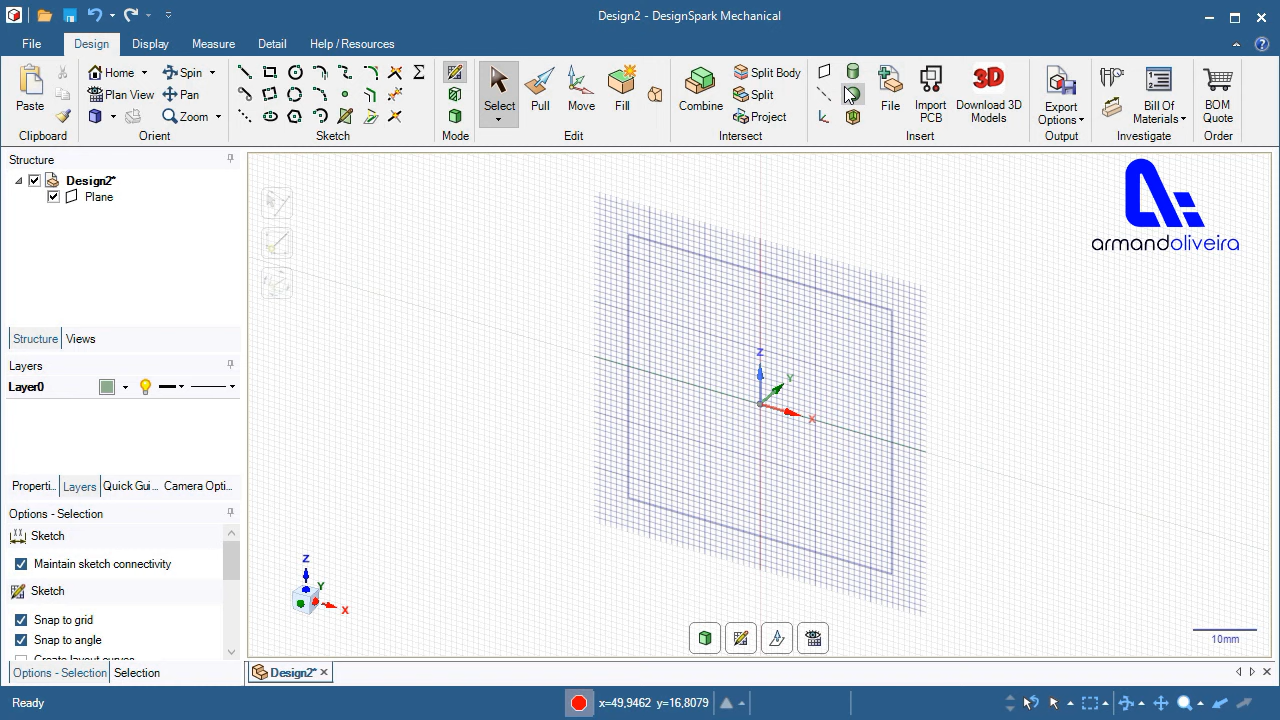 Design2 - DesignSpark Mechanical
File Design Display Measure Detail Help / Resources
Paste
Clipboard
Home Spin
Plan View Pan
Zoom
Orient
Sketch
Mode
Select Pull Move Fill
Edit
Combine
Split Body
Split
Project
Intersect
File Import PCB Download 3D Models
3D
Insert
Export Options
Output
Bill Of Materials
Investigate
BOM Quote
Order
Structure
Design2*
Plane
Structure Views
Layers
Layer0
Properti... Layers Quick Gui... Camera Opti...
Options - Selection
Sketch
Maintain sketch connectivity
Sketch
Snap to grid
Snap to angle
Options - Selection Selection
armandoliveira
Z
Y
X
Z
Y
X
10mm
Design2*
Ready
x=49,9462 y=16,8079